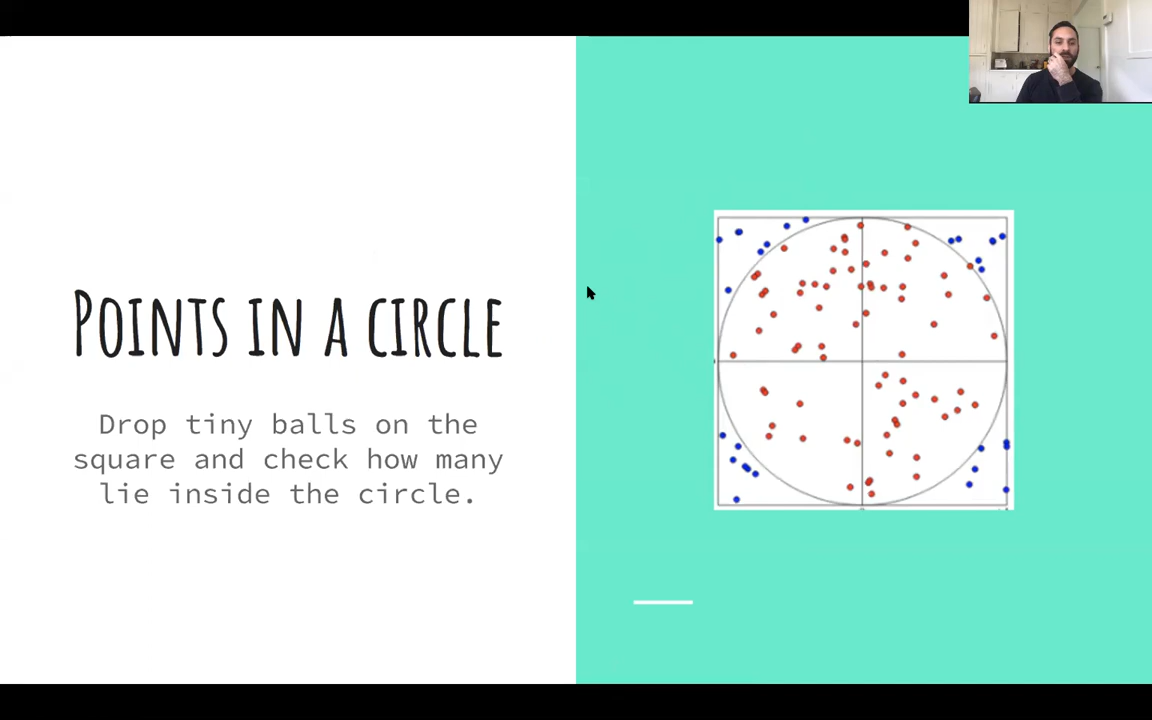 POINTS IN A CIRCLE
Drop tiny balls on the
square and check how many
lie inside the circle.